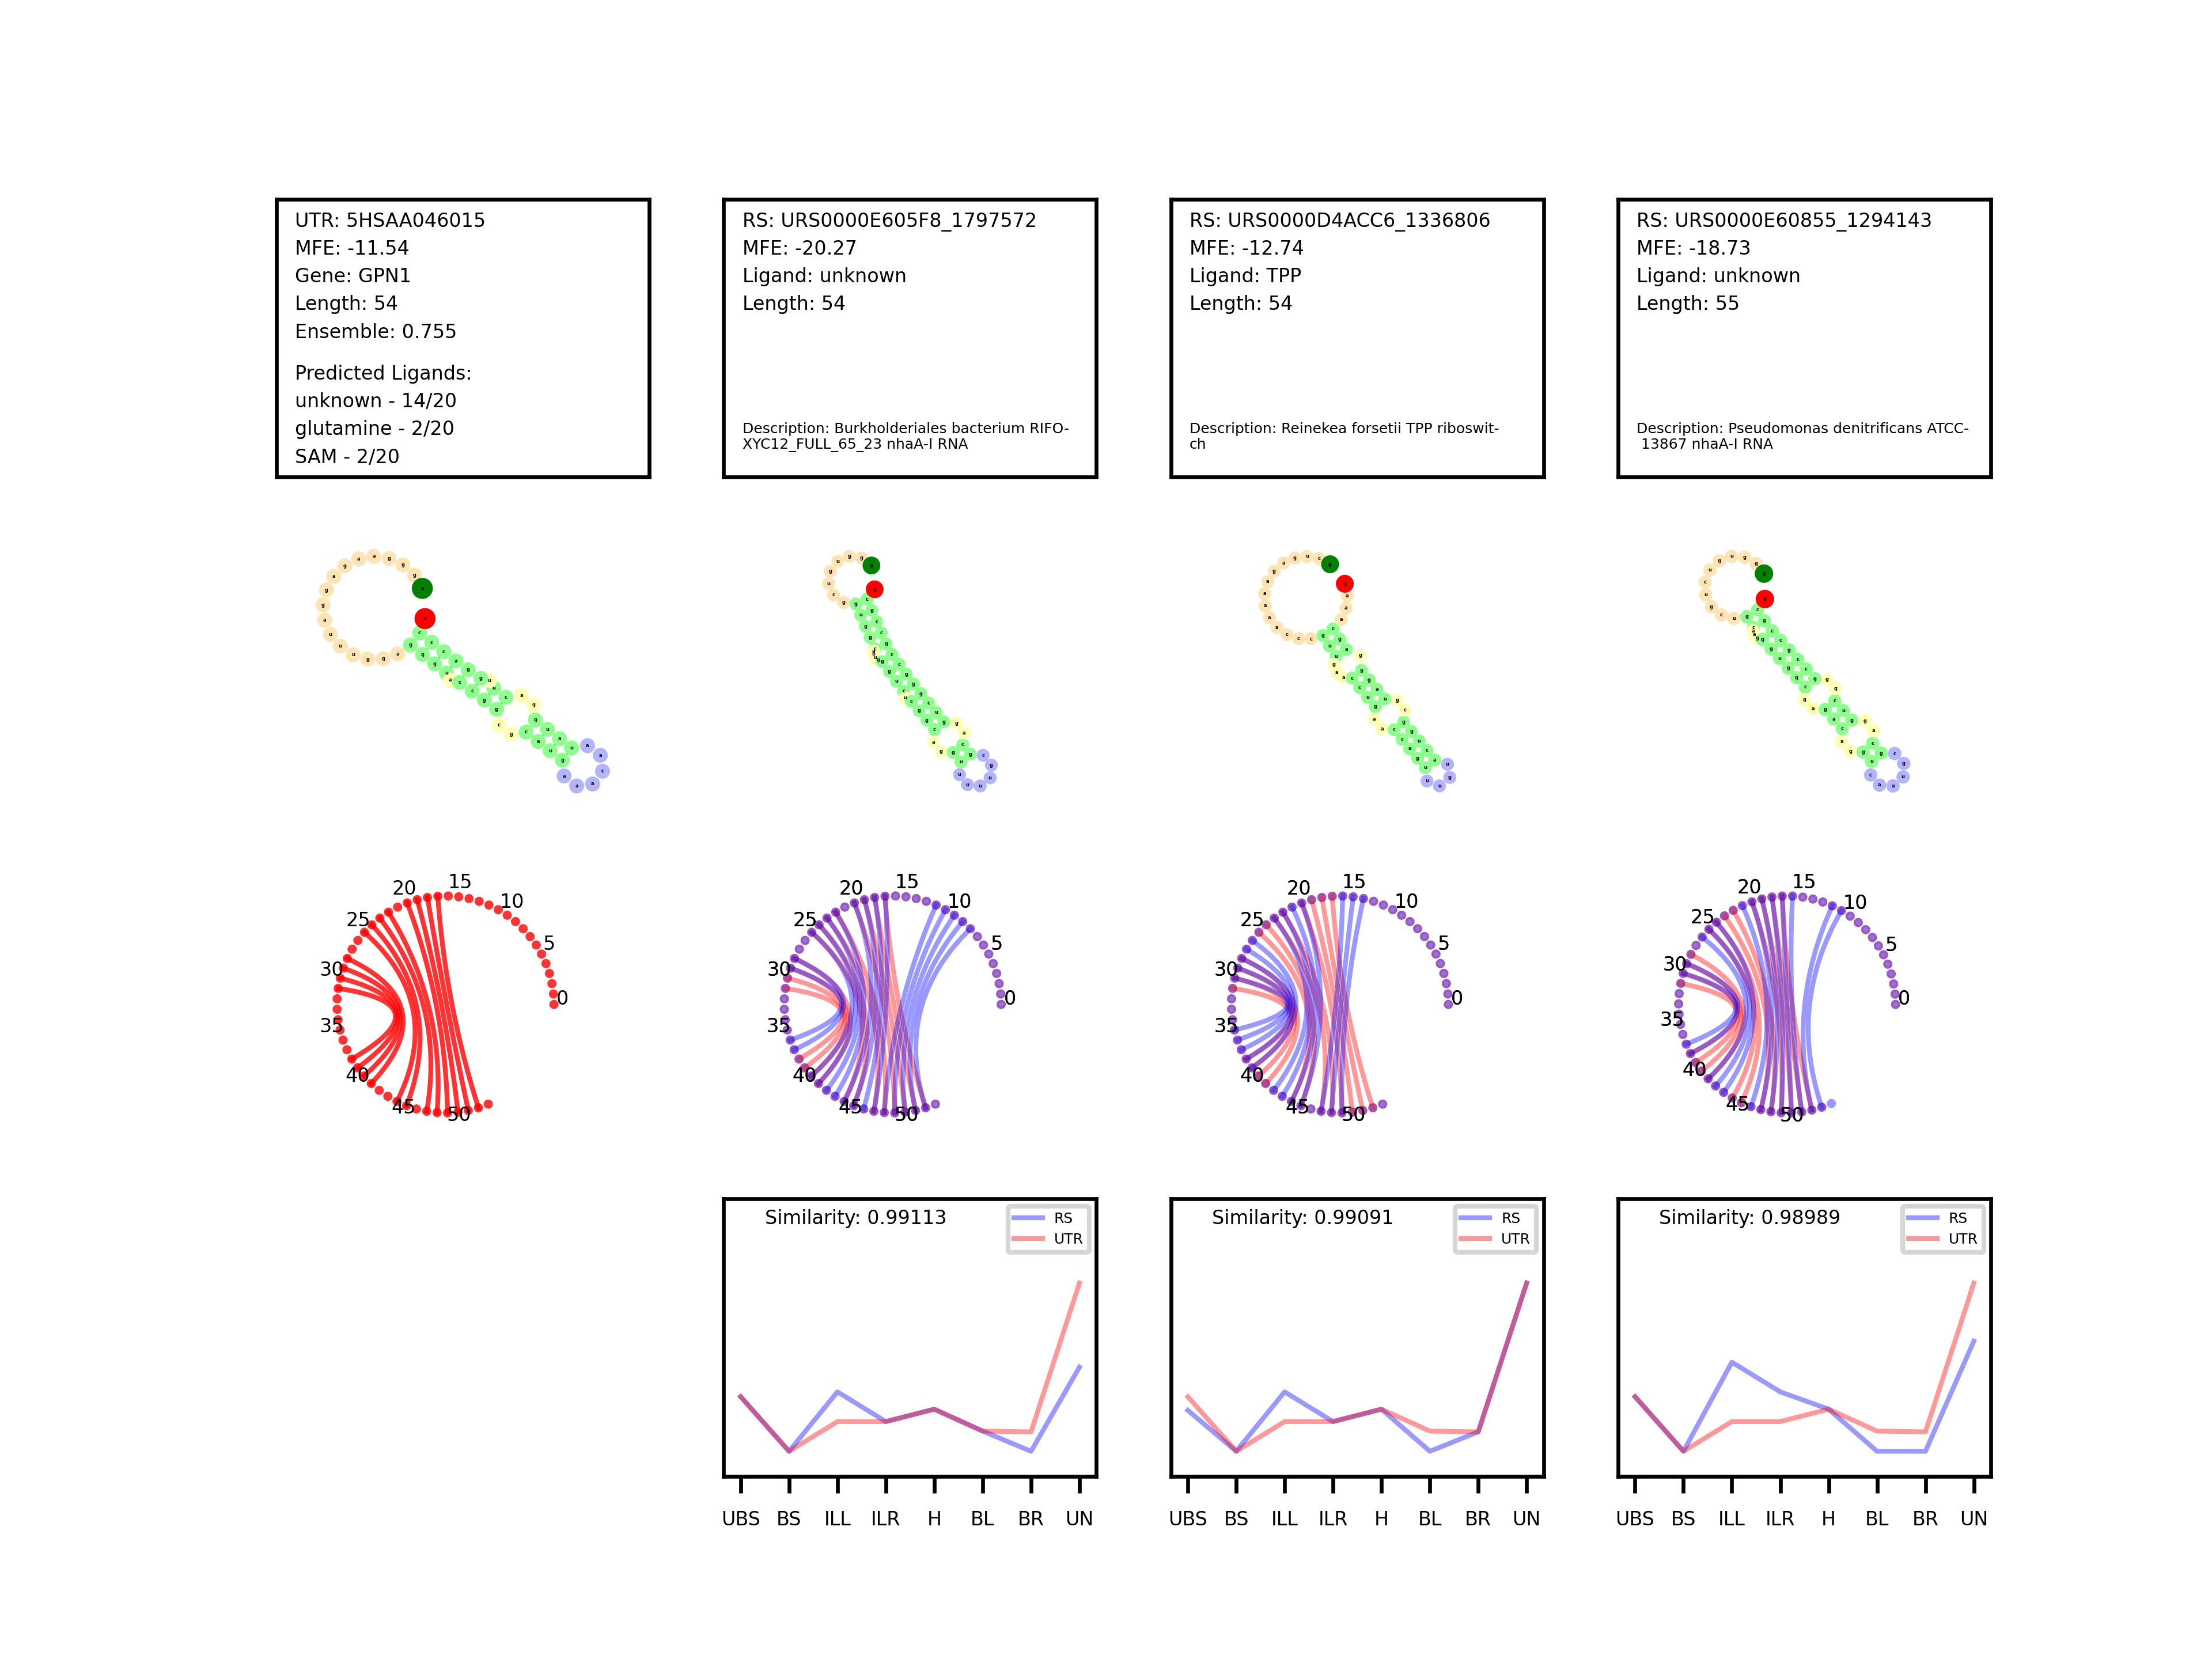 UTR: 5HSAA046015
MFE: -11.54
Gene: GPN1
Length: 54
Ensemble: 0.755
Predicted Ligands:
unknown - 14/20
glutamine - 2/20
SAM - 2/20
RS: URS0000E605F8_1797572
MFE: -20.27
Ligand: unknown
Length: 54
Description: Burkholderiales bacterium RIFO-
XYC12_FULL_65_23 nhaA-I RNA
RS: URS0000D4ACC6_1336806
MFE: -12.74
Ligand: TPP
Length: 54
Description: Reinekea forsetii TPP riboswit-
ch
RS: URS0000E60855_1294143
MFE: -18.73
Ligand: unknown
Length: 55
Description: Pseudomonas denitrificans ATCC-
13867 nhaA-I RNA
0
5
10
15
20
25
30
35
40
45
50
0
5
10
15
20
25
30
35
40
45
50
0
5
10
15
20
25
30
35
40
45
50
0
5
10
15
20
25
30
35
40
45
50
Similarity: 0.99113
RS
UTR
UBS BS ILL ILR H BL BR UN
Similarity: 0.99091
RS
UTR
UBS BS ILL ILR H BL BR UN
Similarity: 0.98989
RS
UTR
UBS BS ILL ILR H BL BR UN